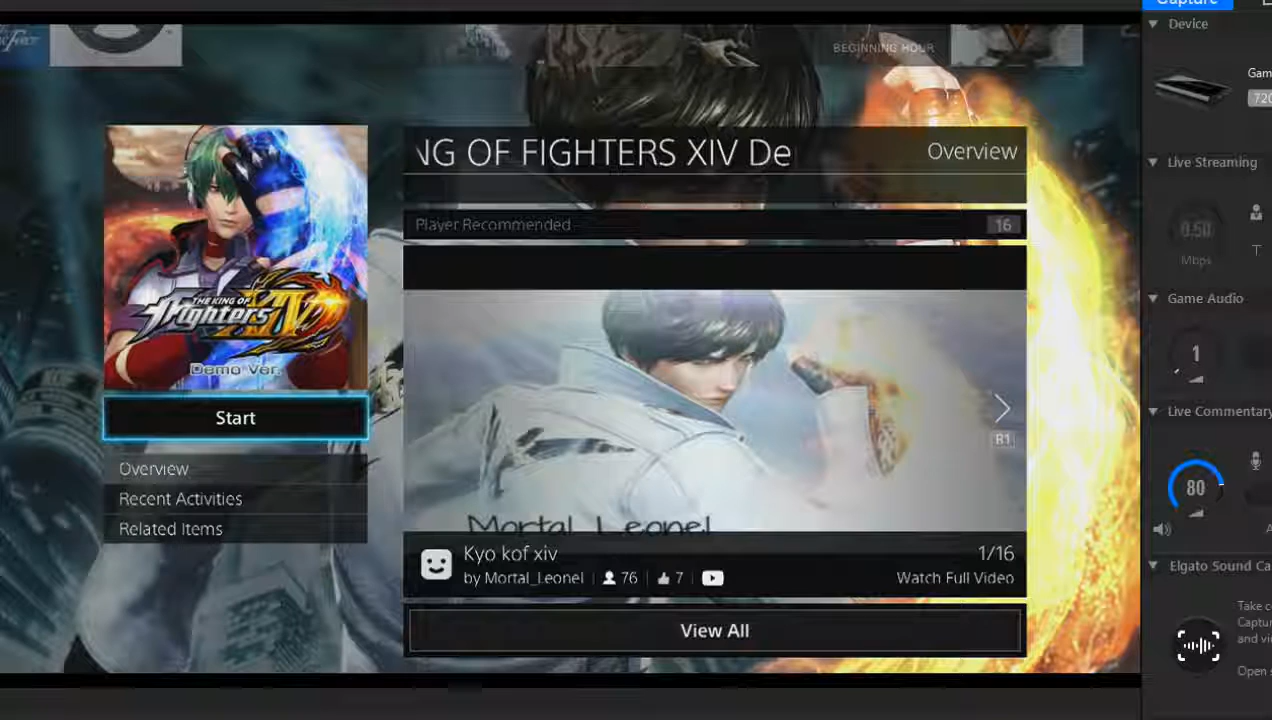 Capture
Device
BEGINNING HOUR
Gam
720
NG OF FIGHTERS XIV De
Overview
Live Streaming
Player Recommended
16
0.50
Mbps
T
THE KING OF
Fighters XIV
Game Audio
1
Demo Ver.
Start
R1
Live Commentary
Overview
80
Recent Activities
Related Items
Mortal Leonel
Kyo kof xiv
1/16
by Mortal_Leonel
76
7
Watch Full Video
Elgato Sound Ca
Take c
Captur
and vi
View All
Open s